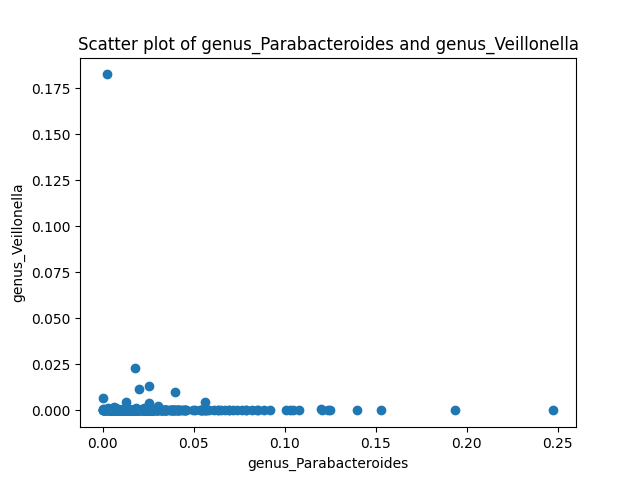 Scatter plot of genus_Parabacteroides and genus_Veillonella
0.175
0.150
0.125
0.100
0.075
0.050
0.025
0.000
genus_Veillonella
0.00 0.05 0.10 0.15 0.20 0.25
genus_Parabacteroides